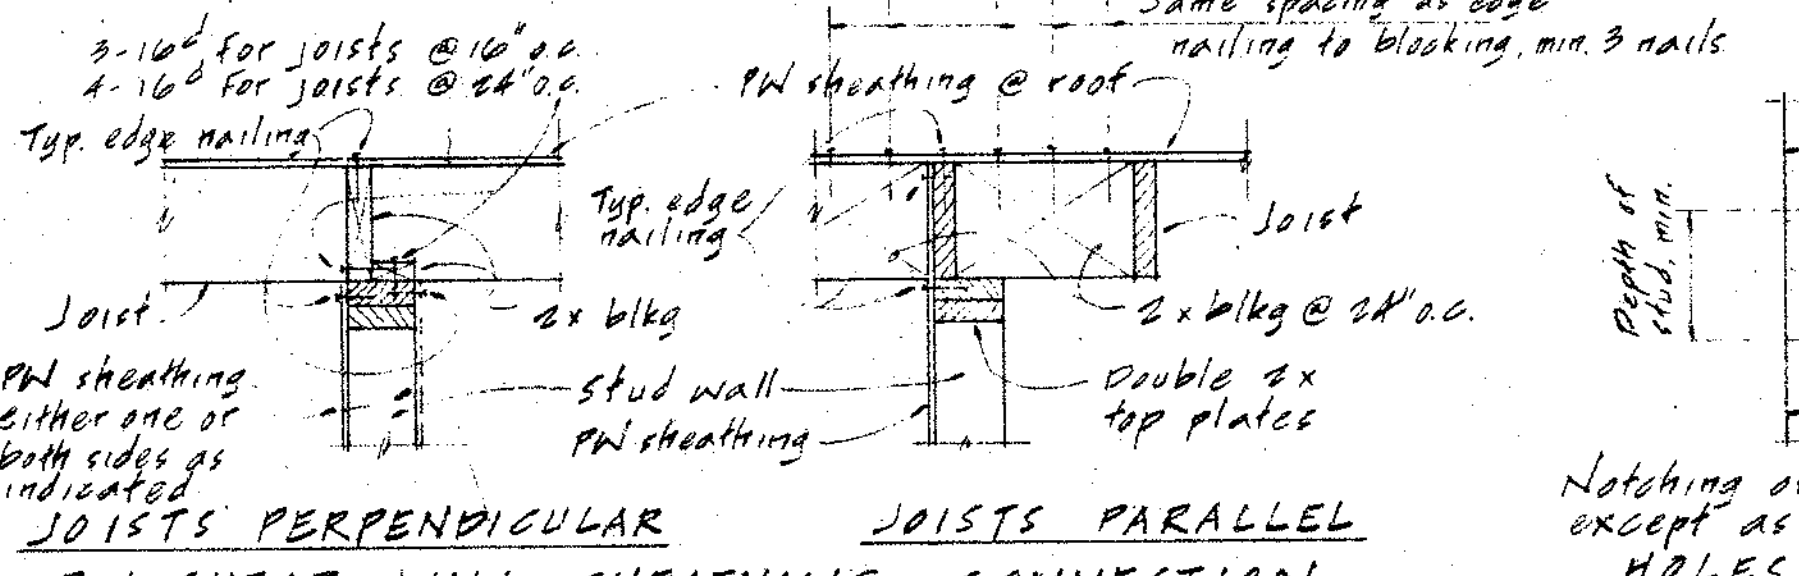 Same spacing as edge
nailing to blocking, min. 3 nails
3-16d for joists @ 16" o.c.
4-16d for joists @ 24" o.c.
PW sheathing @ roof
Typ. edge nailing
Typ. edge
nailing
Joist
Depth of
stud, min.
Joist
2x blkg
2x blkg @ 24" o.c.
PW sheathing
either one or
both sides as
indicated
Stud wall
PW sheathing
Double 2x
top plates
JOISTS PERPENDICULAR
JOISTS PARALLEL
Notching
except as
HOLES
WALL SHEATHING CONNECTION